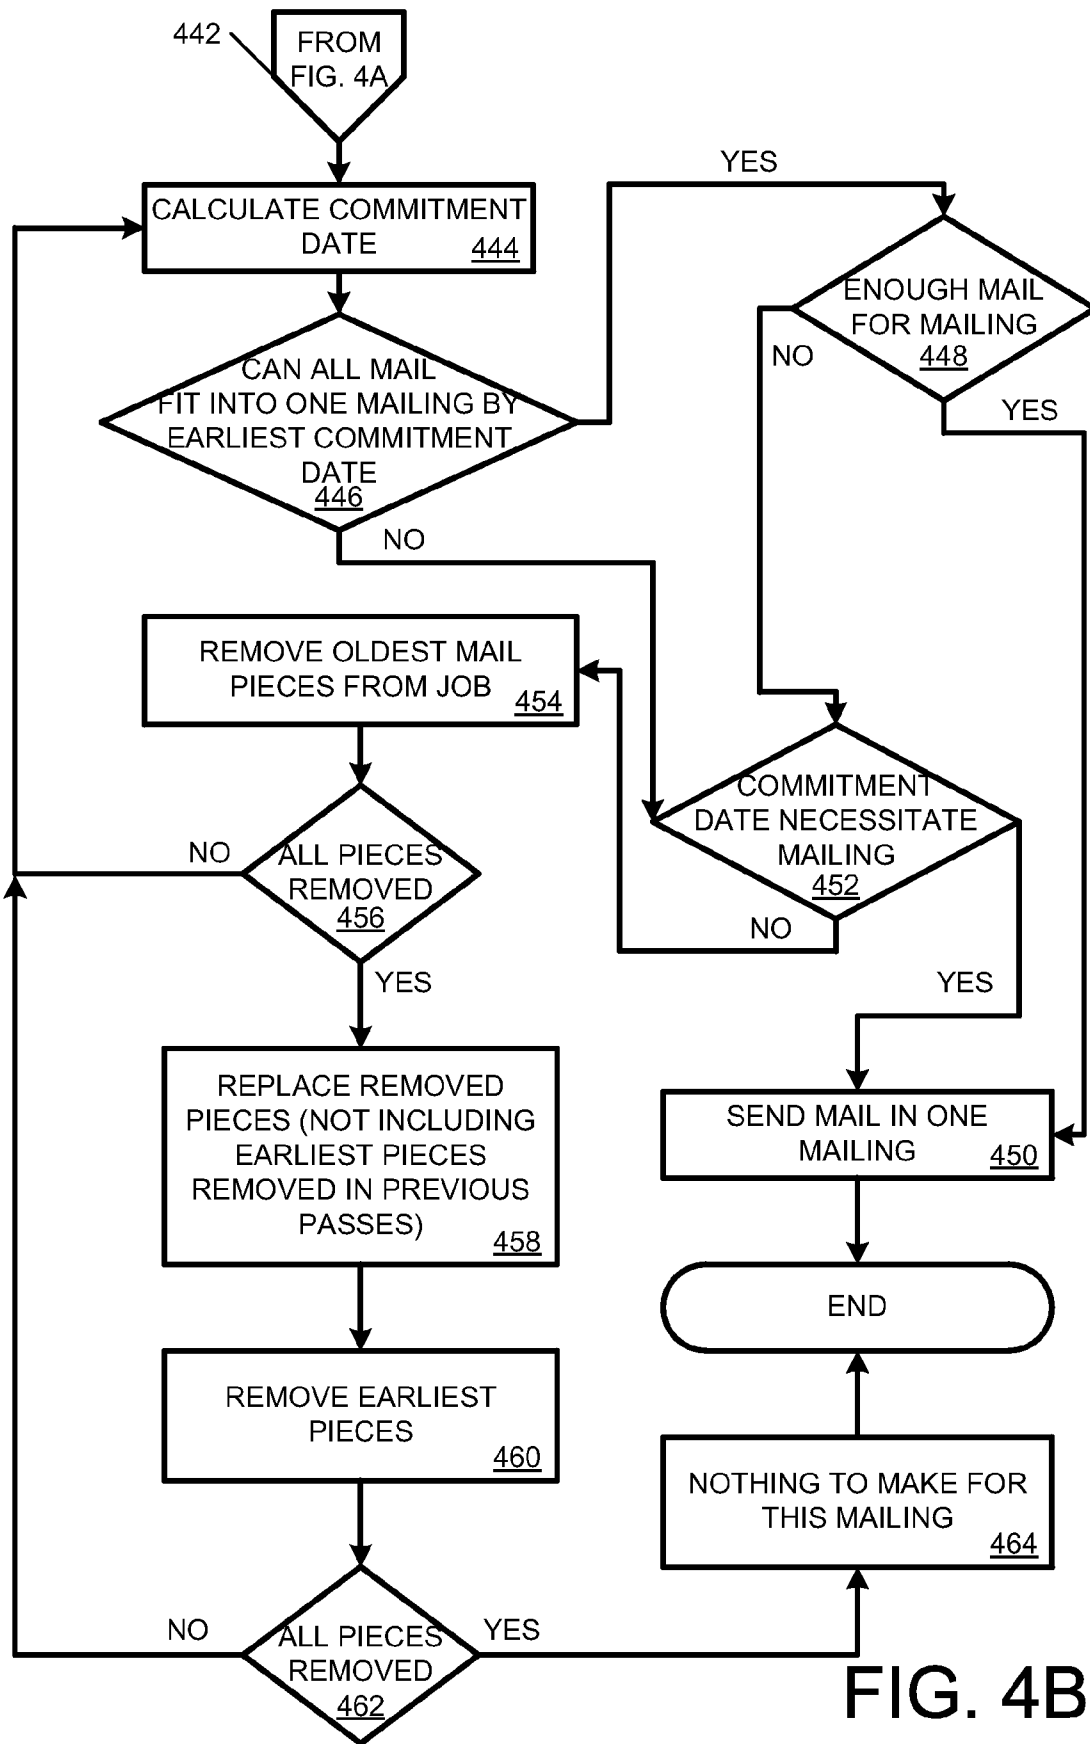 442
FROM
FIG. 4A
CALCULATE COMMITMENT
DATE
444
YES
CAN ALL MAIL
FIT INTO ONE MAILING BY
EARLIEST COMMITMENT
DATE
446
NO
ENOUGH MAIL
FOR MAILING
448
NO
YES
REMOVE OLDEST MAIL
PIECES FROM JOB
454
COMMITMENT
DATE NECESSITATE
MAILING
452
NO
YES
ALL PIECES
REMOVED
456
NO
YES
REPLACE REMOVED
PIECES (NOT INCLUDING
EARLIEST PIECES
REMOVED IN PREVIOUS
PASSES)
458
SEND MAIL IN ONE
MAILING
450
END
REMOVE EARLIEST
PIECES
460
NOTHING TO MAKE FOR
THIS MAILING
464
NO
ALL PIECES
REMOVED
462
YES
FIG. 4B